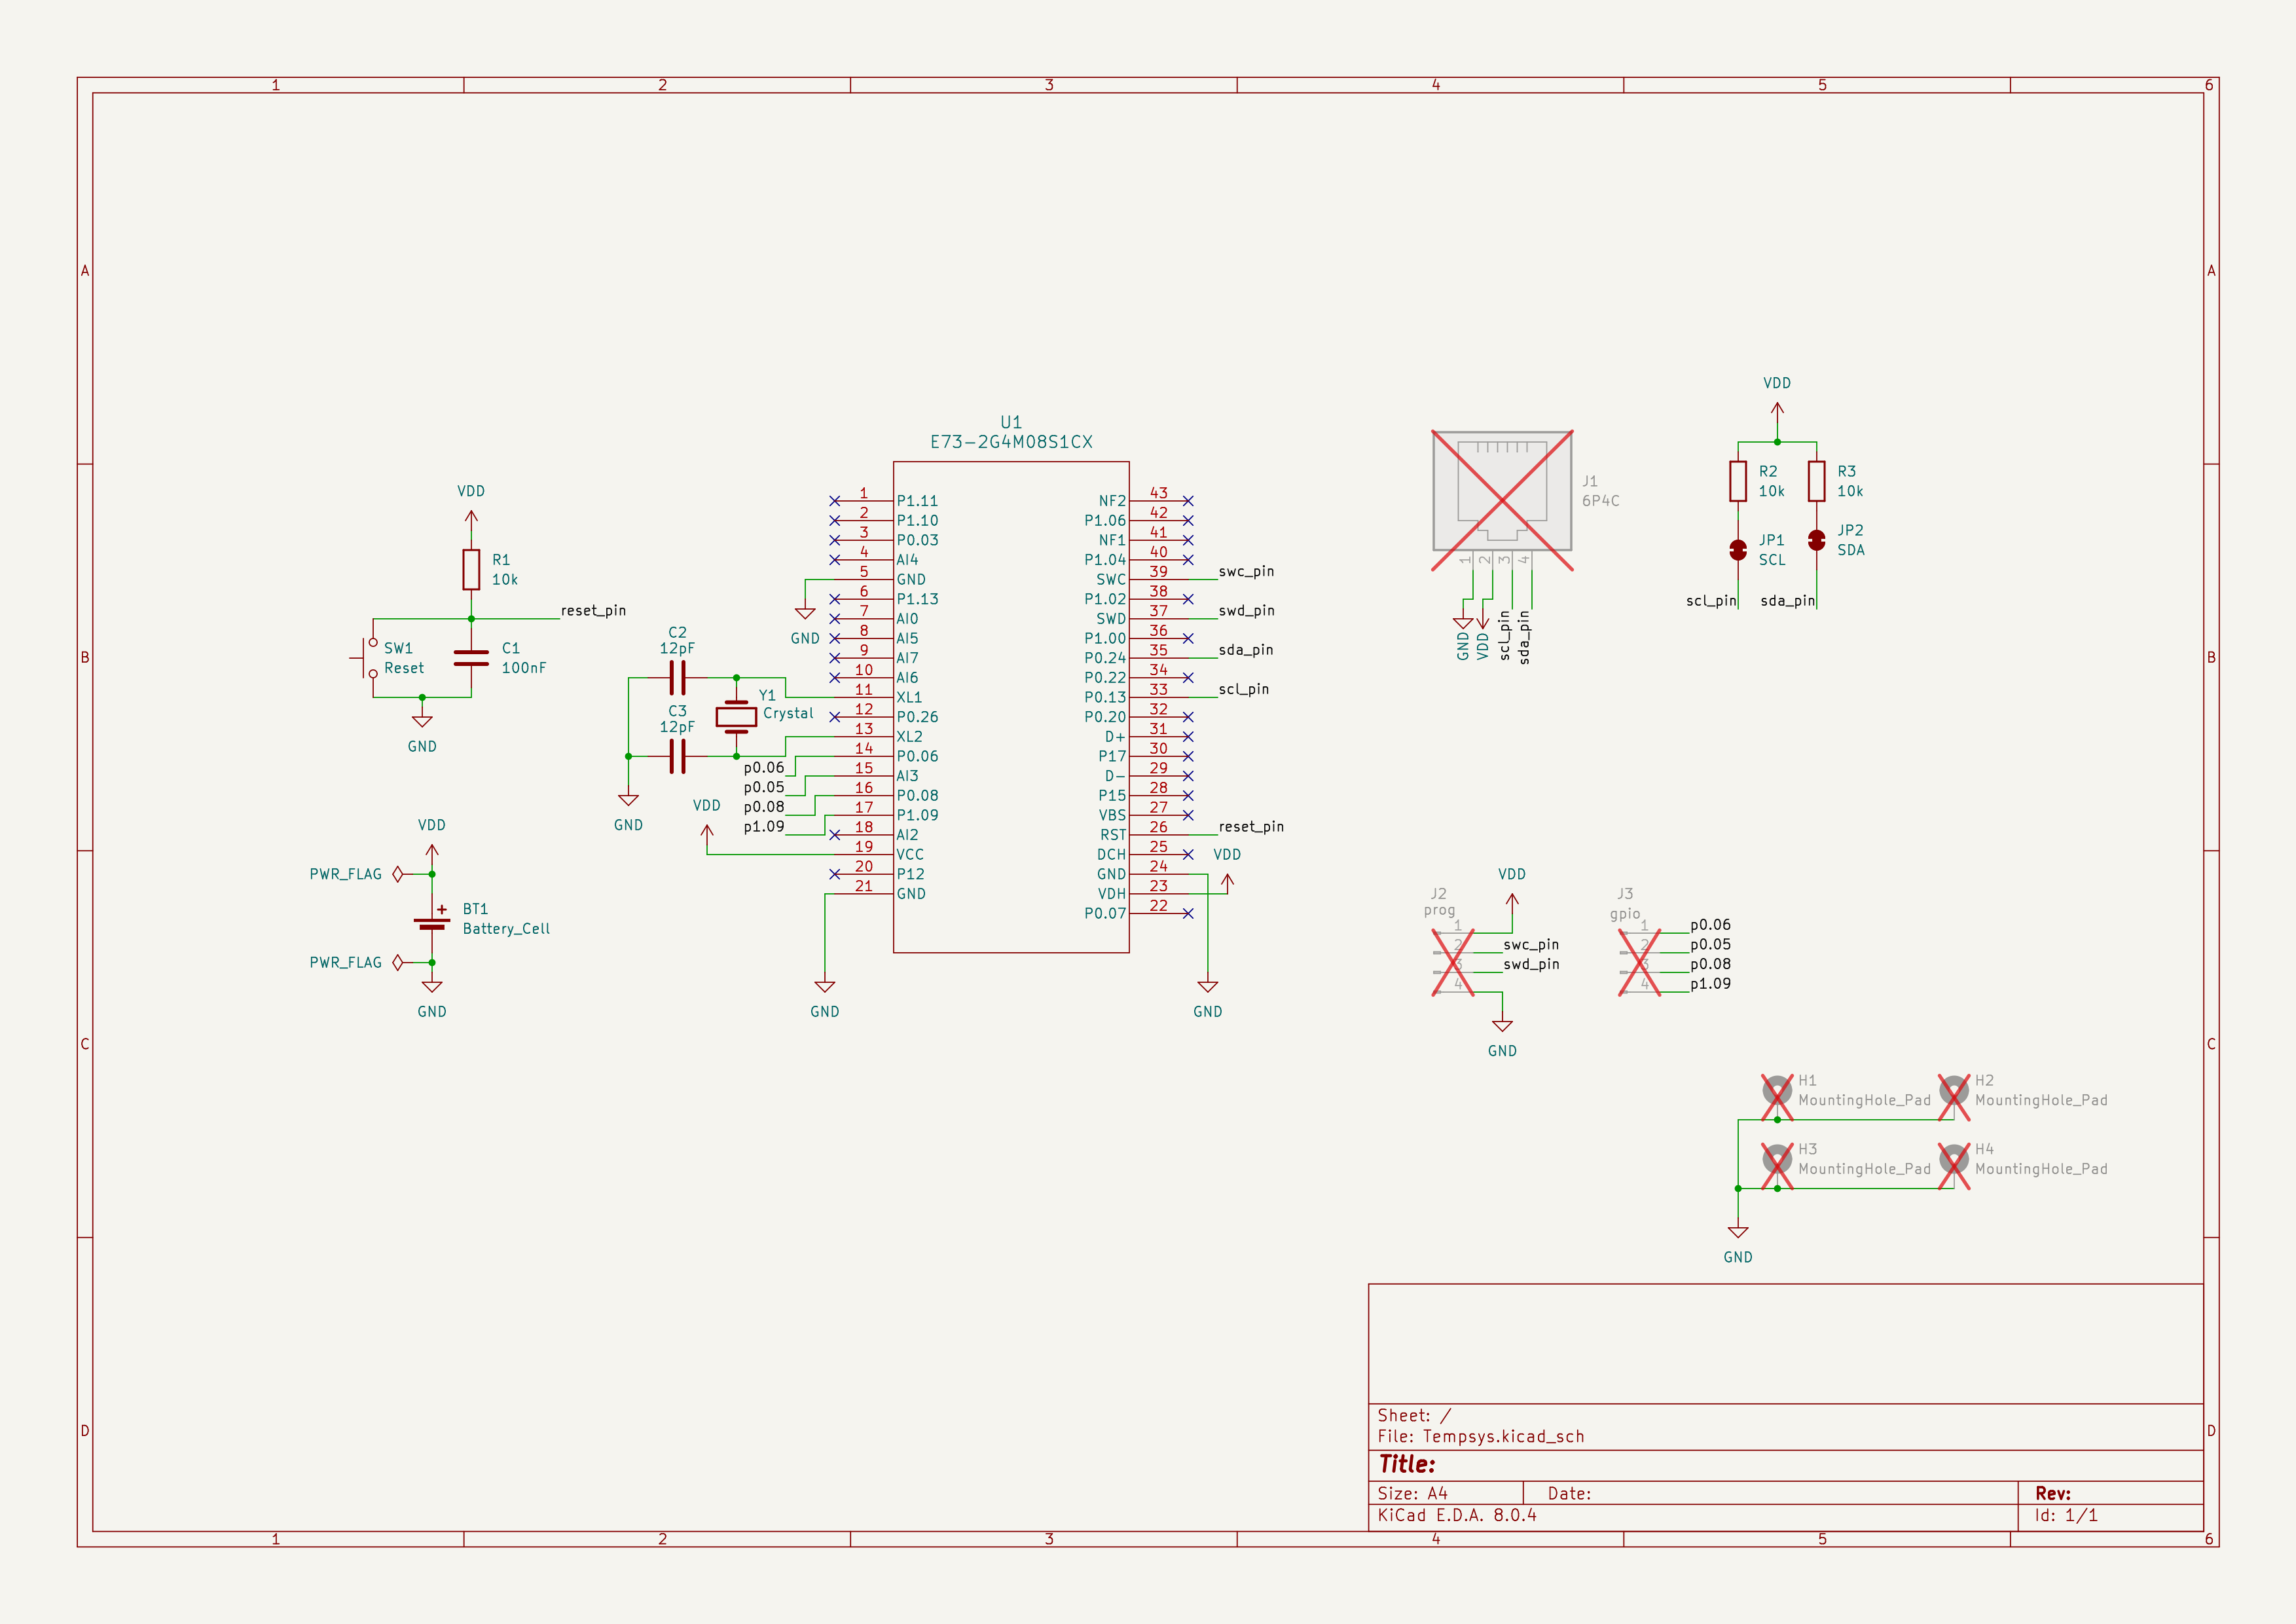 1 2 3 4 5 6
A A
B B
C C
D D
1 2 3 4 5 6
VDD
R1
10k
reset_pin
SW1
Reset
C1
100nF
GND
VDD
PWR_FLAG
BT1
Battery_Cell
PWR_FLAG
GND
C2
12pF
C3
12pF
Y1
Crystal
GND
GND
p0.06
p0.05
p0.08
p1.09
VDD
GND
U1
E73-2G4M08S1CX
1 P1.11
2 P1.10
3 P0.03
4 AI4
5 GND
6 P1.13
7 AI0
8 AI5
9 AI7
10 AI6
11 XL1
12 P0.26
13 XL2
14 P0.06
15 AI3
16 P0.08
17 P1.09
18 AI2
19 VCC
20 P12
21 GND
NF2 43
P1.06 42
NF1 41
P1.04 40
SWC 39 swc_pin
P1.02 38
SWD 37 swd_pin
P1.00 36
P0.24 35 sda_pin
P0.22 34
P0.13 33 scl_pin
P0.20 32
D+ 31
P17 30
D- 29
P15 28
VBS 27
RST 26 reset_pin
DCH 25
GND 24
VDH 23
P0.07 22
VDD
GND
J1
6P4C
1 2 3 4
GND
VDD
scl_pin
sda_pin
VDD
R2
10k
R3
10k
JP1
SCL
JP2
SDA
scl_pin
sda_pin
J2
prog
1
2 swc_pin
3 swd_pin
4
VDD
GND
J3
gpio
1 p0.06
2 p0.05
3 p0.08
4 p1.09
H1
MountingHole_Pad
H2
MountingHole_Pad
H3
MountingHole_Pad
H4
MountingHole_Pad
GND
Sheet: /
File: Tempsys.kicad_sch
Title:
Size: A4 Date: Rev:
KiCad E.D.A. 8.0.4 Id: 1/1